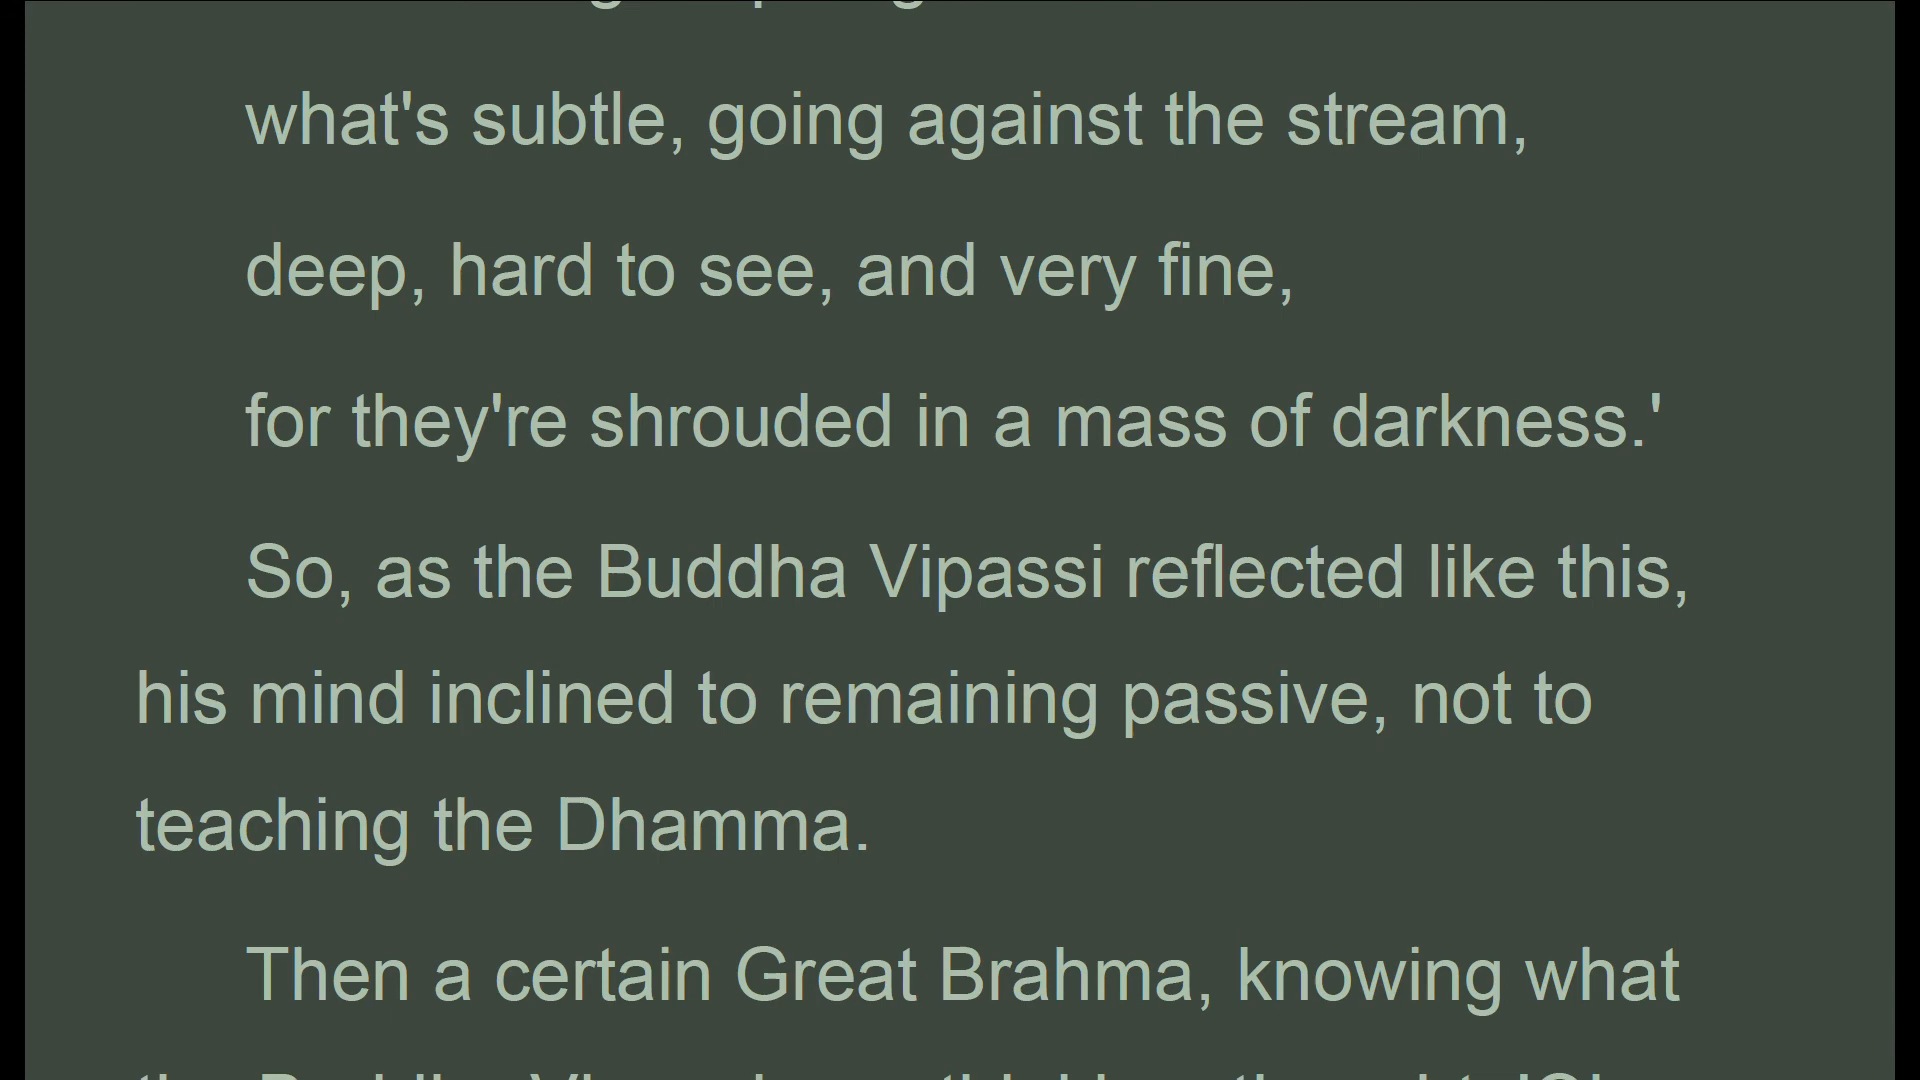 what's subtle, going against the stream,
deep, hard to see, and very fine,
for they're shrouded in a mass of darkness.'
So, as the Buddha Vipassi reflected like this,
his mind inclined to remaining passive, not to
teaching the Dhamma.
Then a certain Great Brahma, knowing what